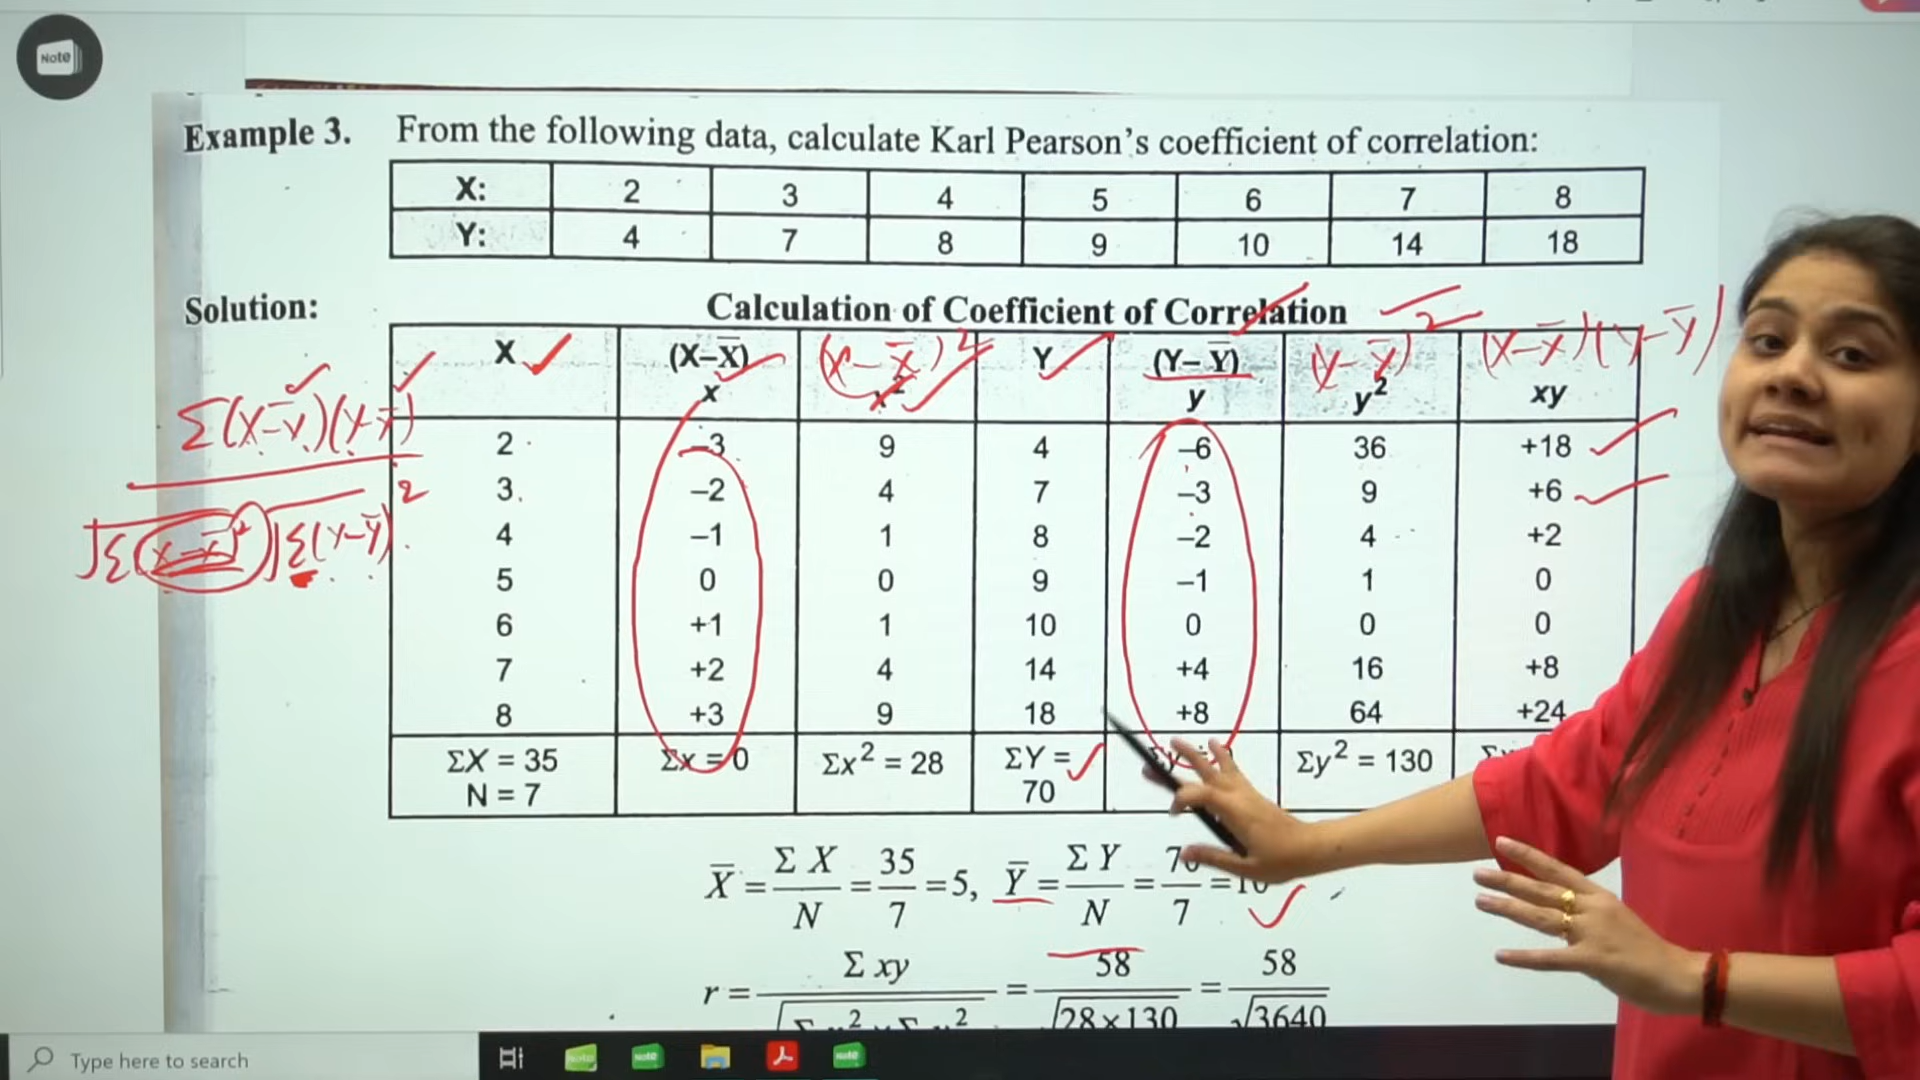 Note
Example 3. From the following data, calculate Karl Pearson's coefficient of correlation:
X: 2 3 4 5 6 7 8
Y: 4 7 8 9 10 14 18
Solution: Calculation of Coefficient of Correlation
X (X–X̄) (x–x̄)² Y (Y–Ȳ) (y–ȳ)² (x–x̄)(y–ȳ)
x x² y y² xy
2 –3 9 4 –6 36 +18
3 –2 4 7 –3 9 +6
4 –1 1 8 –2 4 +2
5 0 0 9 –1 1 0
6 +1 1 10 0 0 0
7 +2 4 14 +4 16 +8
8 +3 9 18 +8 64 +24
ΣX = 35 Σx = 0 Σx² = 28 ΣY = Σy² = 130
N = 7 70
X̄ = ΣX/N = 35/7 = 5, Ȳ = ΣY/N = 70/7 = 10
r = Σxy = 58/√28×130 = 58/√3640
Type here to search